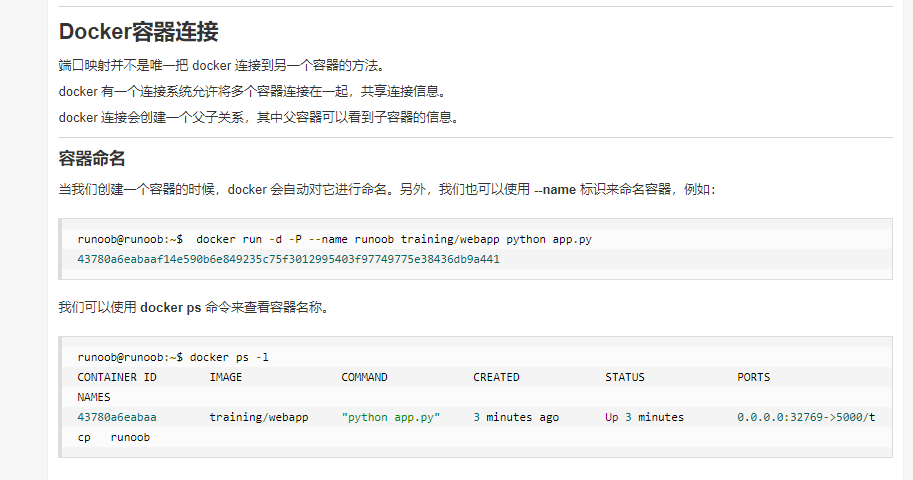 Docker容器连接
端口映射并不是唯一把 docker 连接到另一个容器的方法。
docker 有一个连接系统允许将多个容器连接在一起，共享连接信息。
docker 连接会创建一个父子关系，其中父容器可以看到子容器的信息。
容器命名
当我们创建一个容器的时候，docker 会自动对它进行命名。另外，我们也可以使用 --name 标识来命名容器，例如：
runoob@runoob:~$  docker run -d -P --name runoob training/webapp python app.py
43780a6eabaaf14e590b6e849235c75f3012995403f97749775e38436db9a441
我们可以使用 docker ps 命令来查看容器名称。
runoob@runoob:~$ docker ps -l
CONTAINER ID        IMAGE               COMMAND             CREATED             STATUS              PORTS
NAMES
43780a6eabaa        training/webapp     "python app.py"     3 minutes ago       Up 3 minutes        0.0.0.0:32769->5000/t
cp   runoob